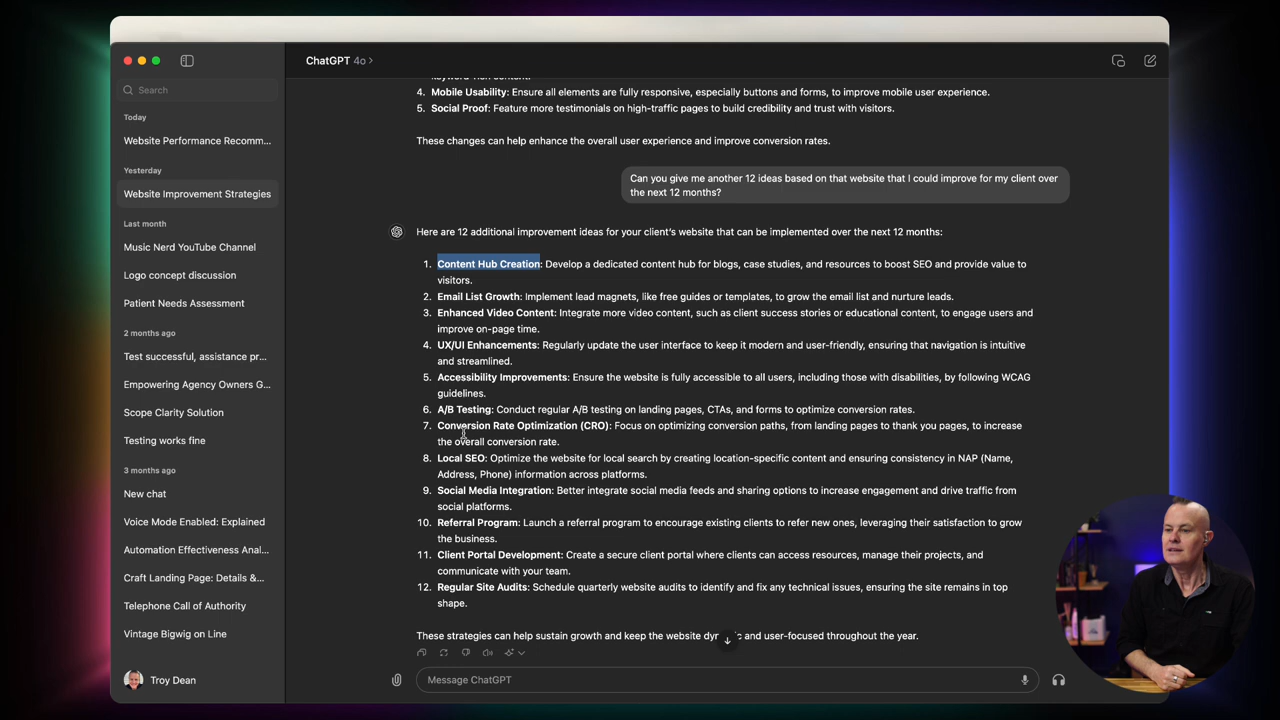 ChatGPT 4o >
Search
Today
Website Performance Recomm...
Yesterday
Website Improvement Strategies
Last month
Music Nerd YouTube Channel
Logo concept discussion
Patient Needs Assessment
2 months ago
Test successful, assistance pr...
Empowering Agency Owners G...
Scope Clarity Solution
Testing works fine
3 months ago
New chat
Voice Mode Enabled: Explained
Automation Effectiveness Anal...
Craft Landing Page: Details &...
Telephone Call of Authority
Vintage Bigwig on Line
Troy Dean
4. Mobile Usability: Ensure all elements are fully responsive, especially buttons and forms, to improve mobile user experience.
5. Social Proof: Feature more testimonials on high-traffic pages to build credibility and trust with visitors.
These changes can help enhance the overall user experience and improve conversion rates.
Can you give me another 12 ideas based on that website that I could improve for my client over
the next 12 months?
Here are 12 additional improvement ideas for your client's website that can be implemented over the next 12 months:
1. Content Hub Creation: Develop a dedicated content hub for blogs, case studies, and resources to boost SEO and provide value to
visitors.
2. Email List Growth: Implement lead magnets, like free guides or templates, to grow the email list and nurture leads.
3. Enhanced Video Content: Integrate more video content, such as client success stories or educational content, to engage users and
improve on-page time.
4. UX/UI Enhancements: Regularly update the user interface to keep it modern and user-friendly, ensuring that navigation is intuitive
and streamlined.
5. Accessibility Improvements: Ensure the website is fully accessible to all users, including those with disabilities, by following WCAG
guidelines.
6. A/B Testing: Conduct regular A/B testing on landing pages, CTAs, and forms to optimize conversion rates.
7. Conversion Rate Optimization (CRO): Focus on optimizing conversion paths, from landing pages to thank you pages, to increase
the overall conversion rate.
8. Local SEO: Optimize the website for local search by creating location-specific content and ensuring consistency in NAP (Name,
Address, Phone) information across platforms.
9. Social Media Integration: Better integrate social media feeds and sharing options to increase engagement and drive traffic from
social platforms.
10. Referral Program: Launch a referral program to encourage existing clients to refer new ones, leveraging their satisfaction to grow
the business.
11. Client Portal Development: Create a secure client portal where clients can access resources, manage their projects, and
communicate with your team.
12. Regular Site Audits: Schedule quarterly website audits to identify and fix any technical issues, ensuring the site remains in top
shape.
These strategies can help sustain growth and keep the website and user-focused throughout the year.
Message ChatGPT